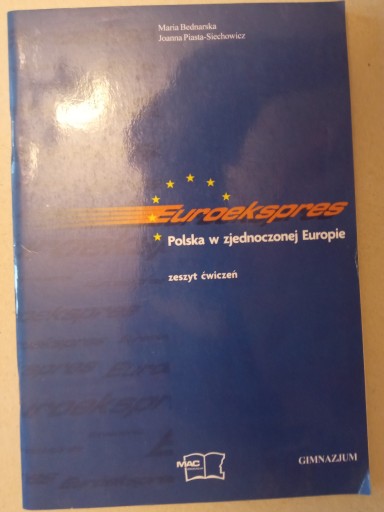 Maria Bednarska
Joanna Piasta-Siechowicz
Euroekspres
Polska w zjednoczonej Europie
zeszyt ćwiczeń
MAC
GIMNAZJUM